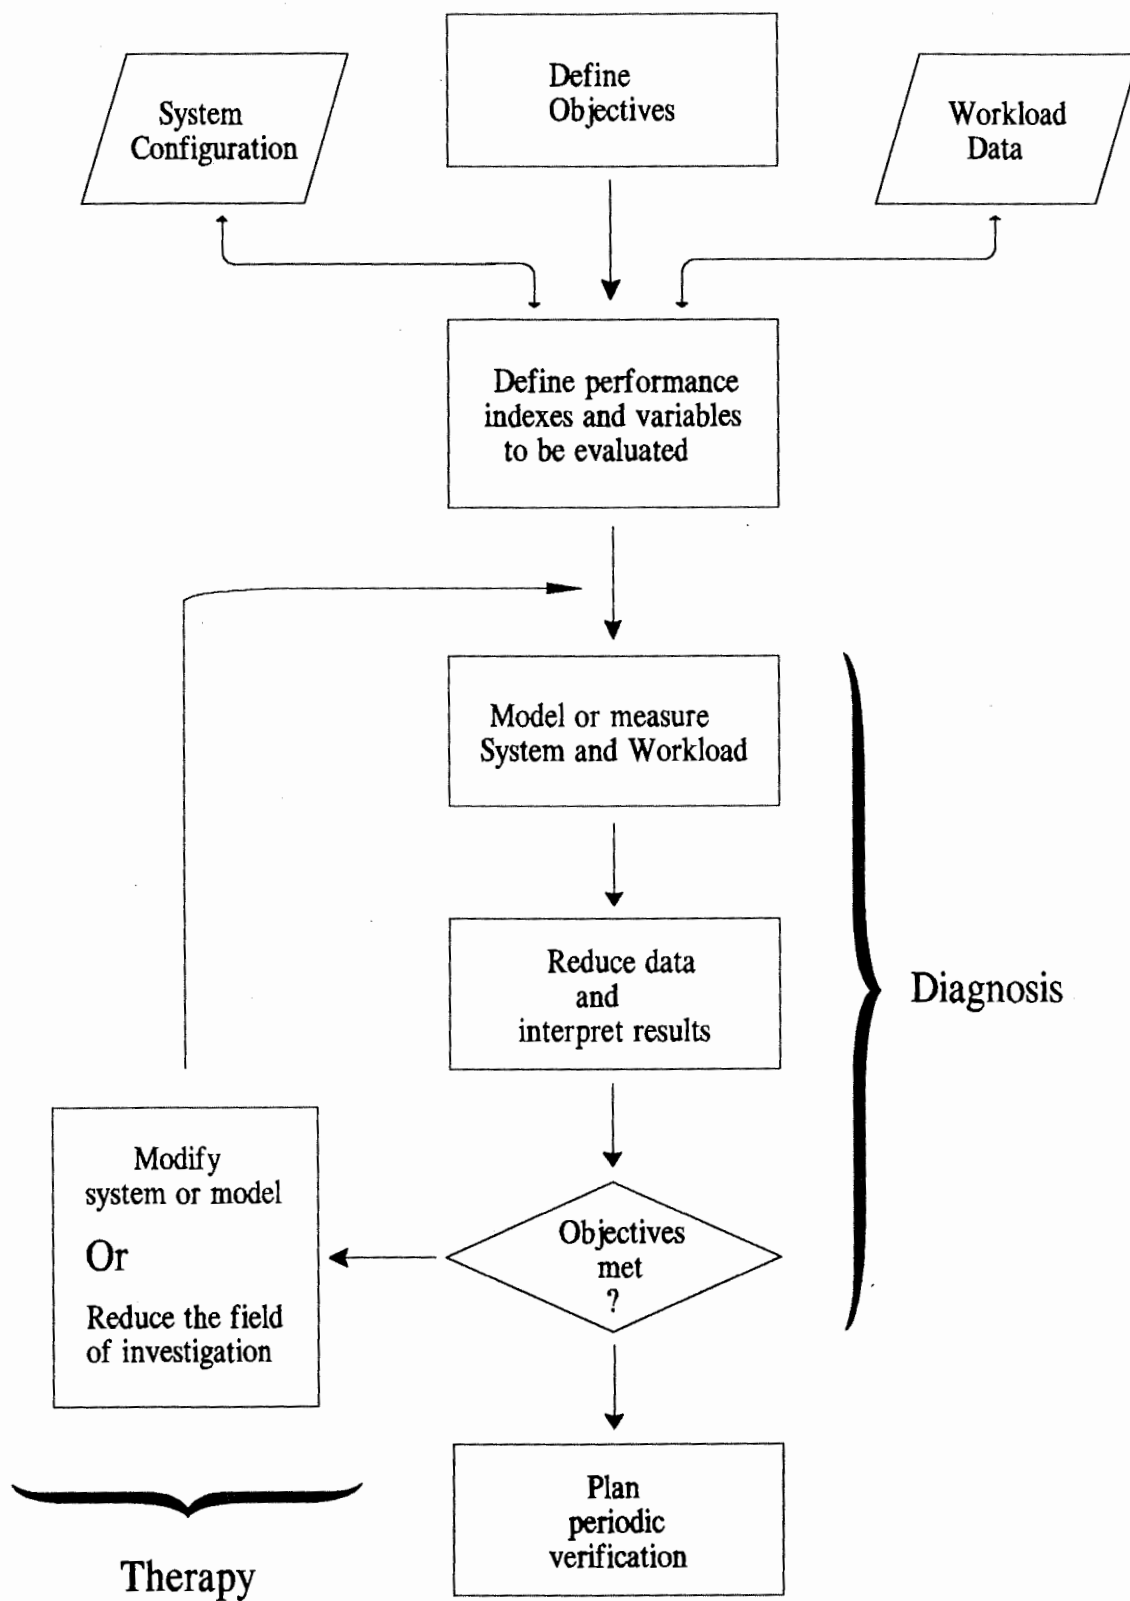 System
Configuration
Define
Objectives
Workload
Data
Define performance
indexes and variables
to be evaluated
Model or measure
System and Workload
Reduce data
and
interpret results
Diagnosis
Modify
system or model
Or
Reduce the field
of investigation
Objectives
met
?
Plan
periodic
verification
Therapy